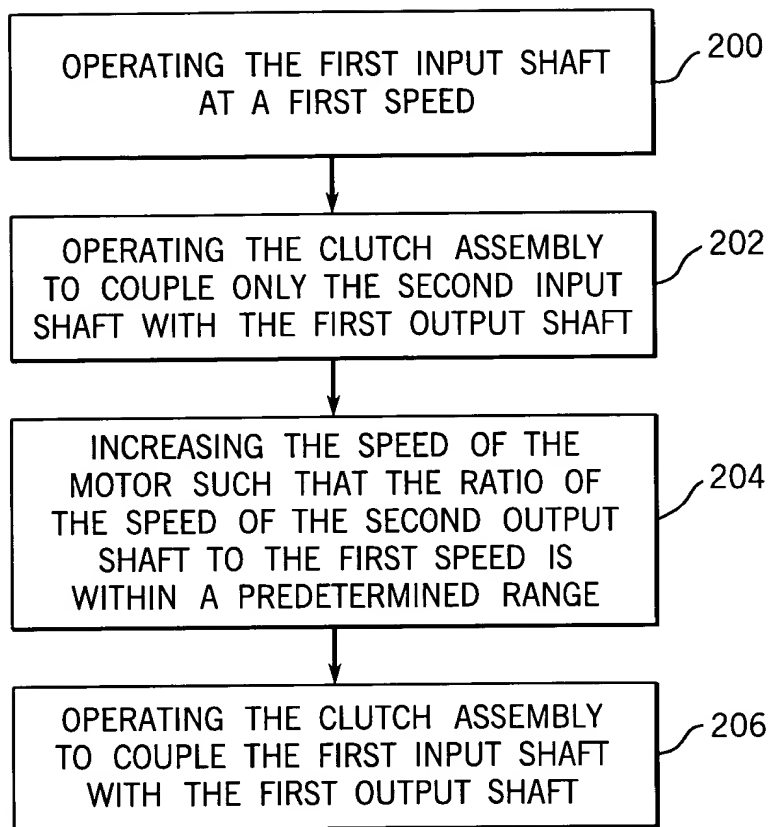 OPERATING THE FIRST INPUT SHAFT
AT A FIRST SPEED
200
OPERATING THE CLUTCH ASSEMBLY
TO COUPLE ONLY THE SECOND INPUT
SHAFT WITH THE FIRST OUTPUT SHAFT
202
INCREASING THE SPEED OF THE
MOTOR SUCH THAT THE RATIO OF
THE SPEED OF THE SECOND OUTPUT
SHAFT TO THE FIRST SPEED IS
WITHIN A PREDETERMINED RANGE
204
OPERATING THE CLUTCH ASSEMBLY
TO COUPLE THE FIRST INPUT SHAFT
WITH THE FIRST OUTPUT SHAFT
206